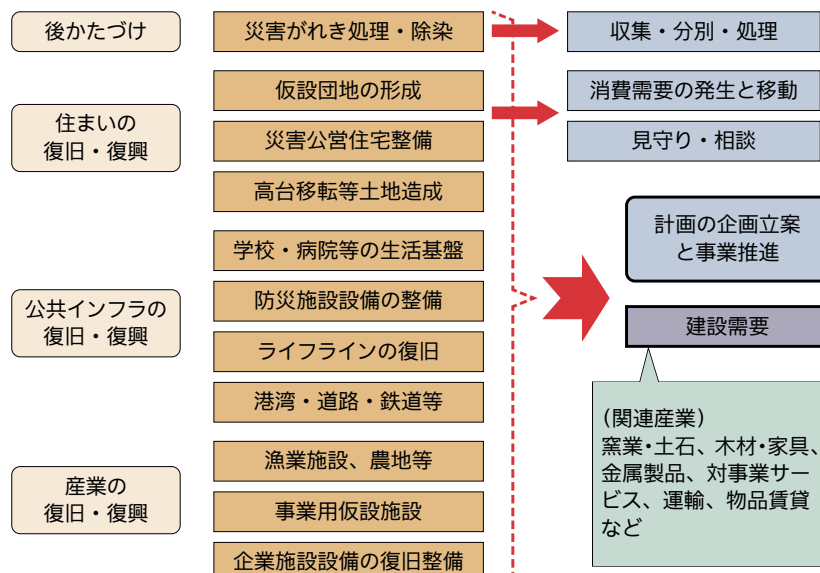 後かたづけ
災害がれき処理・除染
収集・分別・処理
住まいの
復旧・復興
仮設団地の形成
災害公営住宅整備
高台移転等土地造成
消費需要の発生と移動
見守り・相談
公共インフラの
復旧・復興
学校・病院等の生活基盤
防災施設設備の整備
ライフラインの復旧
港湾・道路・鉄道等
計画の企画立案
と事業推進
建設需要
(関連産業)
窯業・土石、木材・家具、
金属製品、対事業サー
ビス、運輸、物品賃貸
など
産業の
復旧・復興
漁業施設、農地等
事業用仮設施設
企業施設設備の復旧整備